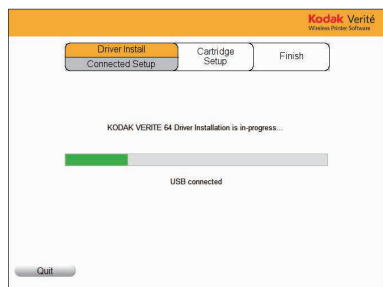 Kodak Verité
Wireless Printer Software
Driver Install
Connected Setup
Cartridge
Setup
Finish
KODAK VERITE 64 Driver Installation is in-progress...
USB connected
Quit